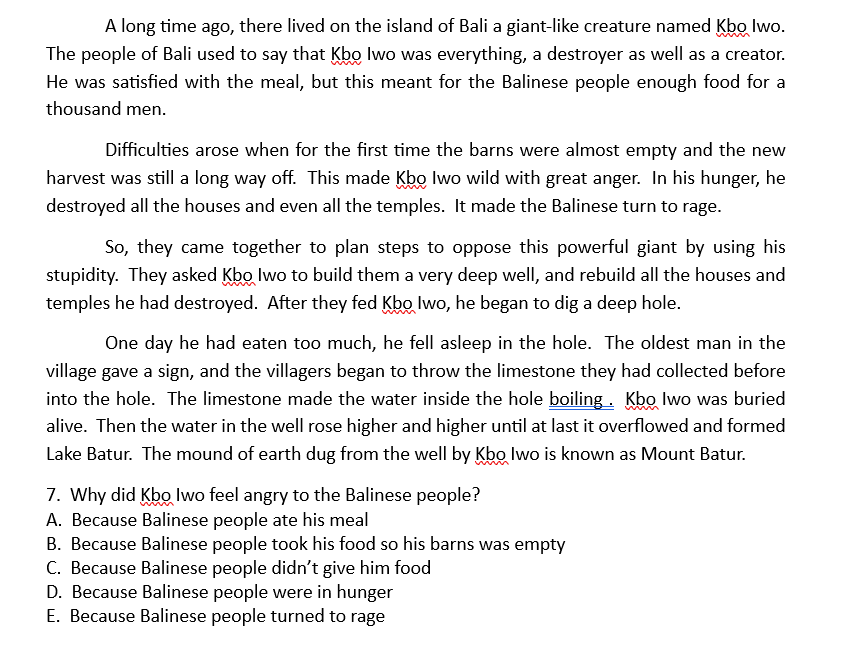 A long time ago, there lived on the island of Bali a giant-like creature named Kbo Iwo.
The people of Bali used to say that Kbo Iwo was everything, a destroyer as well as a creator.
He was satisfied with the meal, but this meant for the Balinese people enough food for a
thousand men.
Difficulties arose when for the first time the barns were almost empty and the new
harvest was still a long way off. This made Kbo Iwo wild with great anger. In his hunger, he
destroyed all the houses and even all the temples. It made the Balinese turn to rage.
So, they came together to plan steps to oppose this powerful giant by using his
stupidity. They asked Kbo Iwo to build them a very deep well, and rebuild all the houses and
temples he had destroyed. After they fed Kbo Iwo, he began to dig a deep hole.
One day he had eaten too much, he fell asleep in the hole. The oldest man in the
village gave a sign, and the villagers began to throw the limestone they had collected before
into the hole. The limestone made the water inside the hole boiling . Kbo Iwo was buried
alive. Then the water in the well rose higher and higher until at last it overflowed and formed
Lake Batur. The mound of earth dug from the well by Kbo Iwo is known as Mount Batur.
7. Why did Kbo Iwo feel angry to the Balinese people?
A. Because Balinese people ate his meal
B. Because Balinese people took his food so his barns was empty
C. Because Balinese people didn't give him food
D. Because Balinese people were in hunger
E. Because Balinese people turned to rage